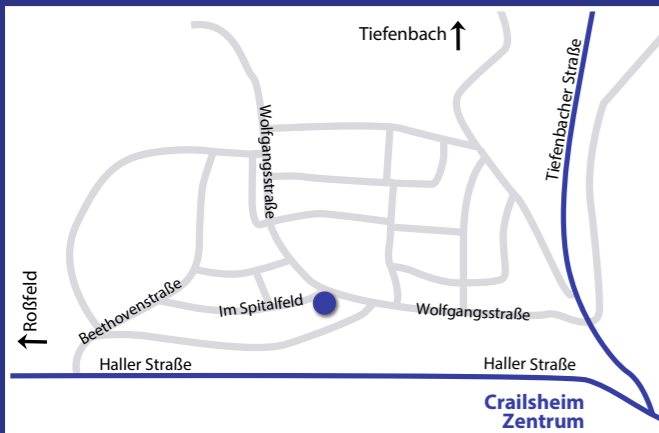 Tiefenbach
Tiefenbacher Straße
Wolfgangsstraße
Roßfeld
Beethovenstraße
Im Spitalfeld
Wolfgangsstraße
Haller Straße
Haller Straße
Crailsheim
Zentrum